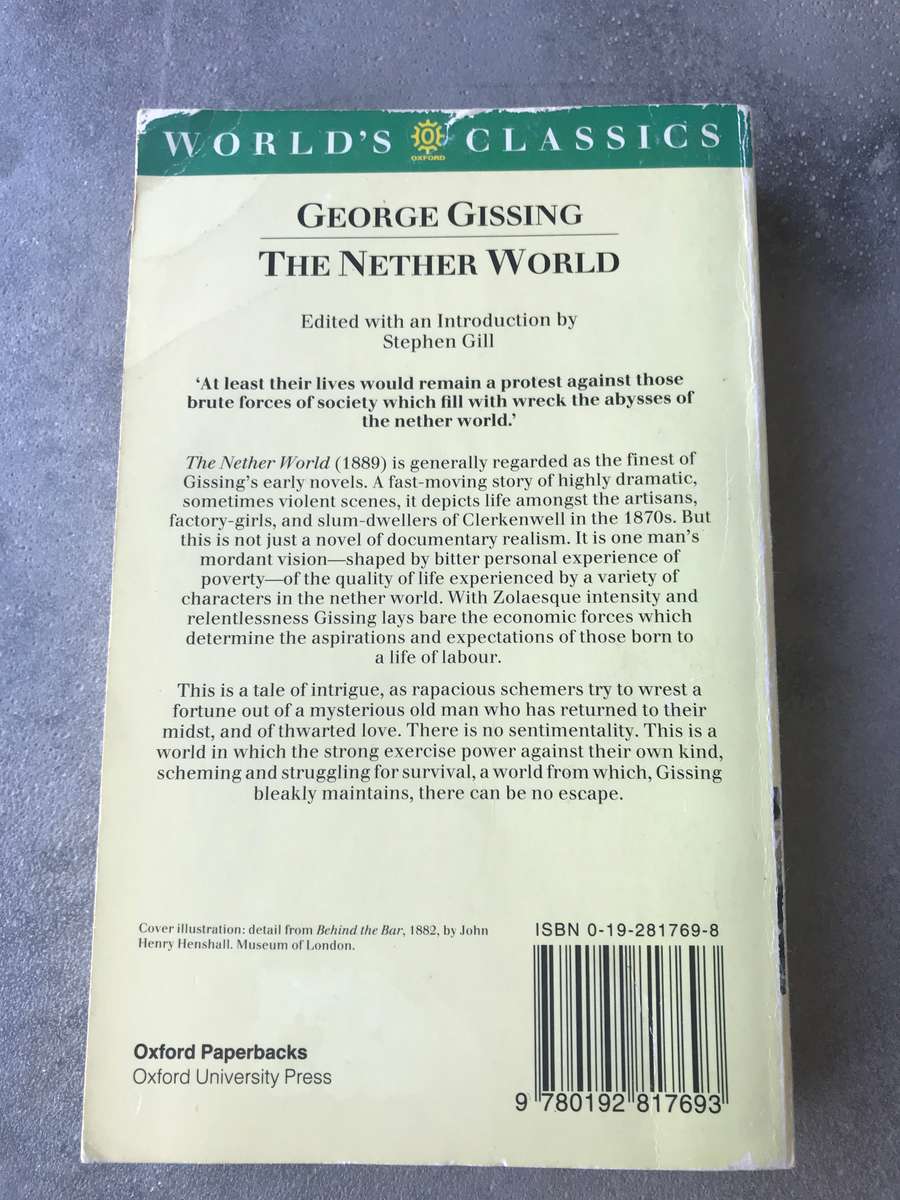 WORLD'S OXFORD CLASSICS
GEORGE GISSING
THE NETHER WORLD
Edited with an Introduction by
Stephen Gill
‘At least their lives would remain a protest against those
brute forces of society which fill with wreck the abysses of
the nether world.’
The Nether World (1889) is generally regarded as the finest of
Gissing's early novels. A fast-moving story of highly dramatic,
sometimes violent scenes, it depicts life amongst the artisans,
factory-girls, and slum-dwellers of Clerkenwell in the 1870s. But
this is not just a novel of documentary realism. It is one man's
mordant vision—shaped by bitter personal experience of
poverty—of the quality of life experienced by a variety of
characters in the nether world. With Zolaesque intensity and
relentlessness Gissing lays bare the economic forces which
determine the aspirations and expectations of those born to
a life of labour.
This is a tale of intrigue, as rapacious schemers try to wrest a
fortune out of a mysterious old man who has returned to their
midst, and of thwarted love. There is no sentimentality. This is a
world in which the strong exercise power against their own kind,
scheming and struggling for survival, a world from which, Gissing
bleakly maintains, there can be no escape.
Cover illustration: detail from Behind the Bar, 1882, by John
Henry Henshall. Museum of London.
ISBN 0-19-281769-8
Oxford Paperbacks
Oxford University Press
9 780192 817693